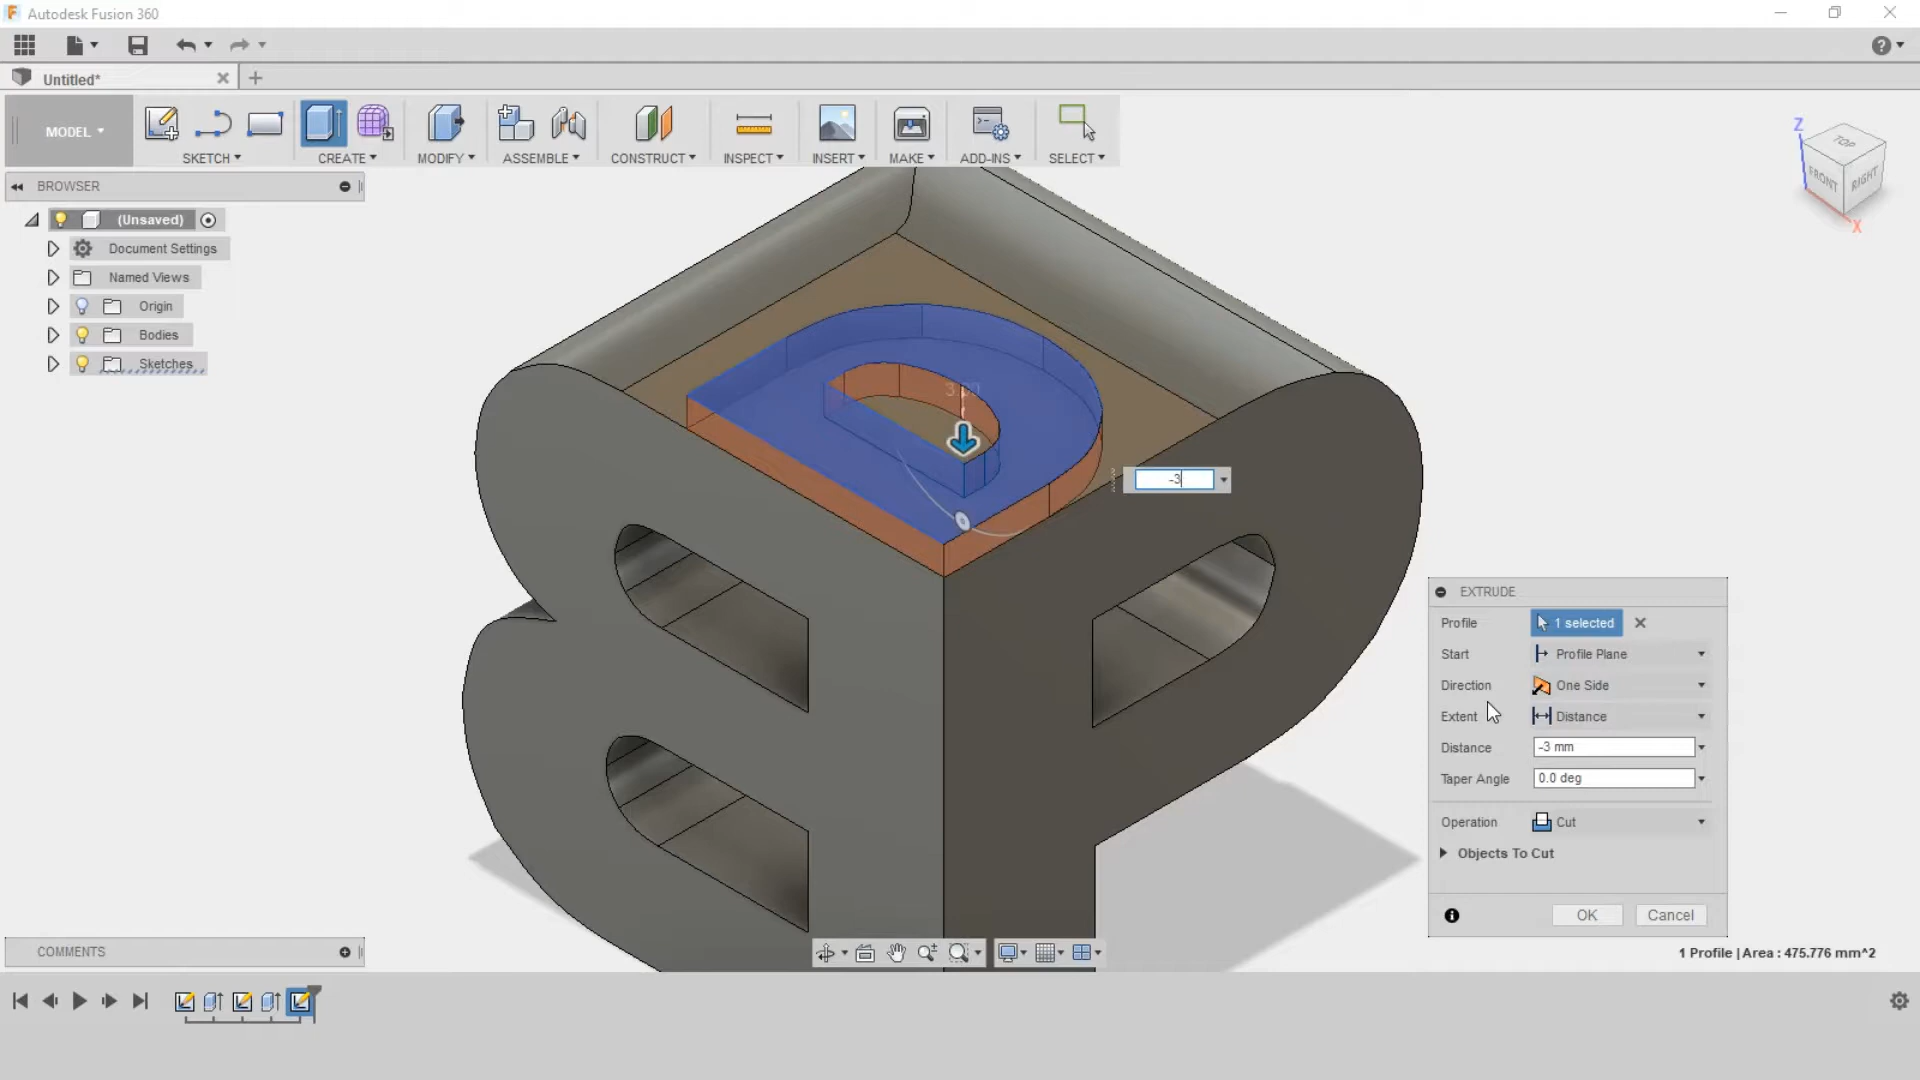 Autodesk Fusion 360
Untitled*
MODEL
SKETCH
CREATE
MODIFY
ASSEMBLE
CONSTRUCT
INSPECT
INSERT
MAKE
ADD-INS
SELECT
BROWSER
(Unsaved)
Document Settings
Named Views
Origin
Bodies
Sketches
Z
TOP
FRONT
RIGHT
X
-3
EXTRUDE
Profile 1 selected
Start Profile Plane
Direction One Side
Extent Distance
Distance -3 mm
Taper Angle 0.0 deg
Operation Cut
Objects To Cut
OK Cancel
COMMENTS
1 Profile | Area : 475.776 mm^2